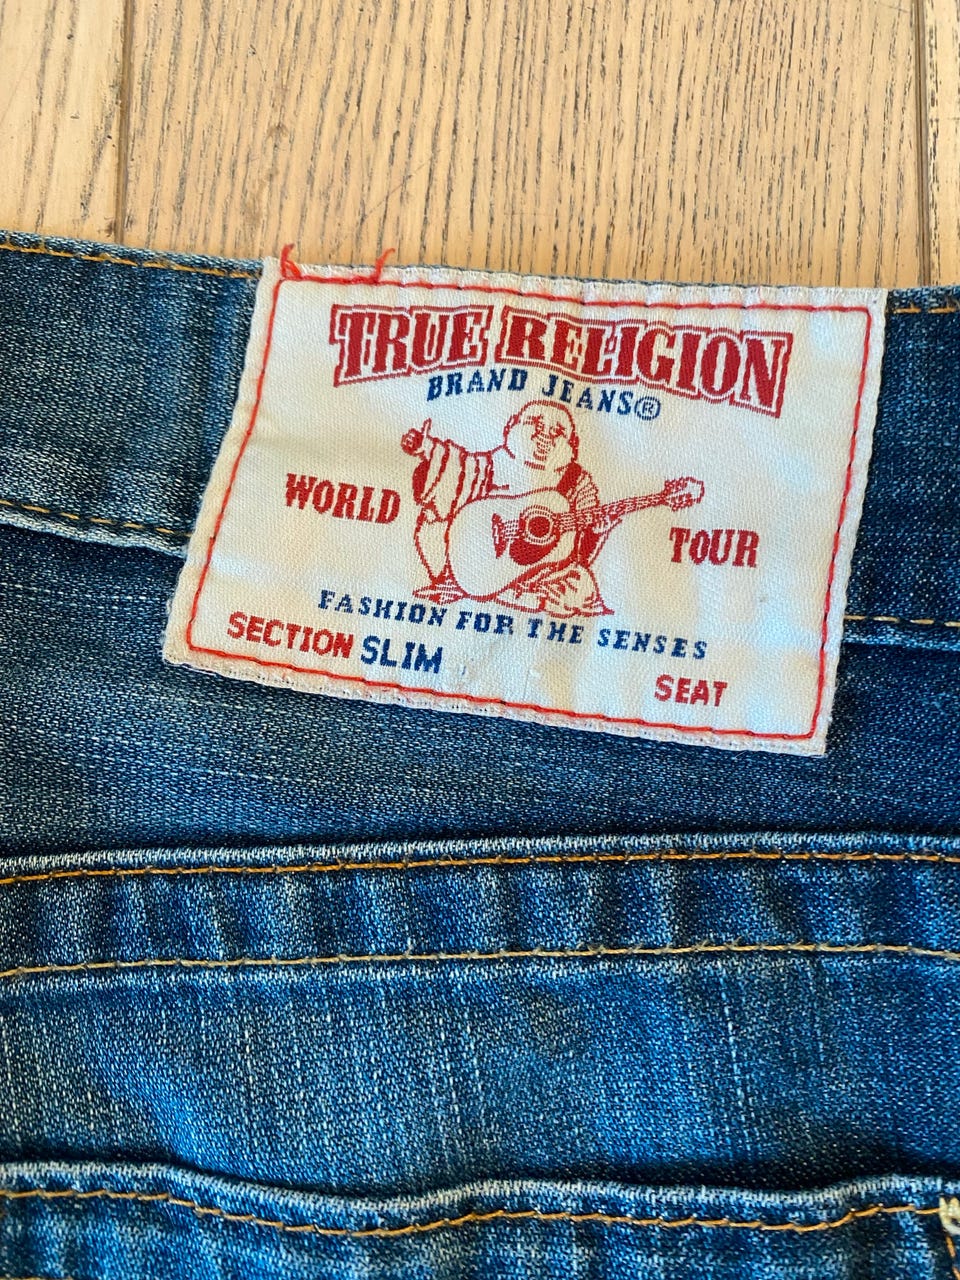 TRUE RELIGION
BRAND JEANS®
WORLD TOUR
FASHION FOR THE SENSES
SECTION SLIM SEAT